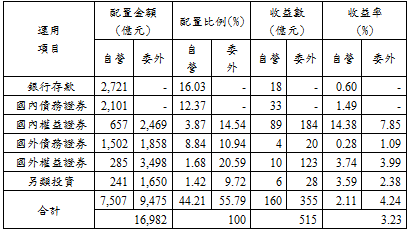 運用項目 配置金額(億元) 配置比例(%) 收益數(億元) 收益率(%)
自營 委外 自營 委外 自營 委外 自營 委外
銀行存款 2,721 - 16.03 - 18 - 0.60 -
國內債務證券 2,101 - 12.37 - 33 - 1.49 -
國內權益證券 657 2,469 3.87 14.54 89 184 14.38 7.85
國外債務證券 1,502 1,858 8.84 10.94 4 20 0.28 1.09
國外權益證券 285 3,498 1.68 20.59 10 123 3.74 3.99
另類投資 241 1,650 1.42 9.72 6 28 3.59 2.38
合計 7,507 9,475 44.21 55.79 160 355 2.11 4.24
16,982 100 515 3.23